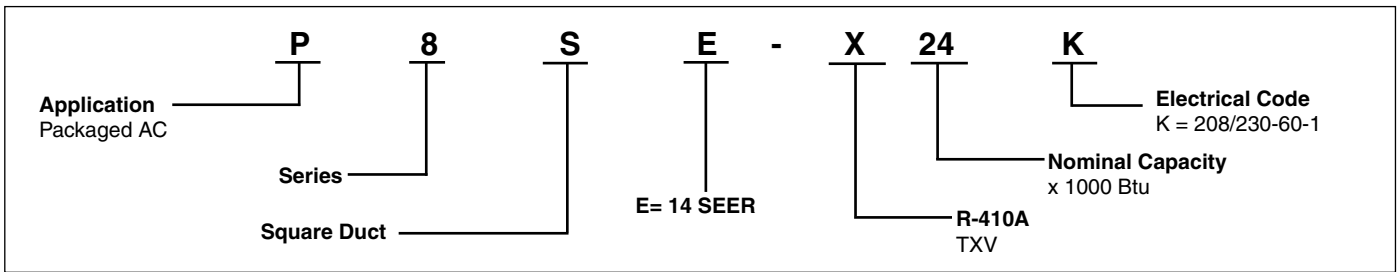 P 8 S E - X 24 K
Application
Packaged AC
Series
Square Duct
E= 14 SEER
R-410A
TXV
Nominal Capacity
x 1000 Btu
Electrical Code
K = 208/230-60-1